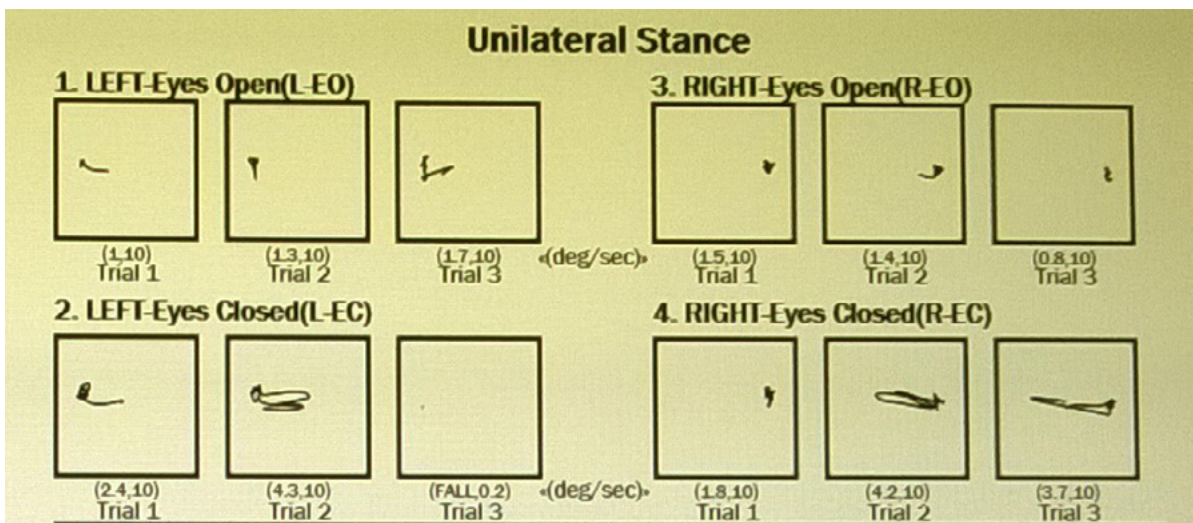 Unilateral Stance
1. LEFT-Eyes Open(L-EO)
(1,10)
Trial 1
(1.3,10)
Trial 2
(1.7,10)
Trial 3
«(deg/sec)»
3. RIGHT-Eyes Open(R-EO)
(1.5,10)
Trial 1
(1.4,10)
Trial 2
(0.8,10)
Trial 3
2. LEFT-Eyes Closed(L-EC)
(2.4,10)
Trial 1
(4.3,10)
Trial 2
(FALL,0.2)
Trial 3
«(deg/sec)»
4. RIGHT-Eyes Closed(R-EC)
(1.8,10)
Trial 1
(4.2,10)
Trial 2
(3.7,10)
Trial 3